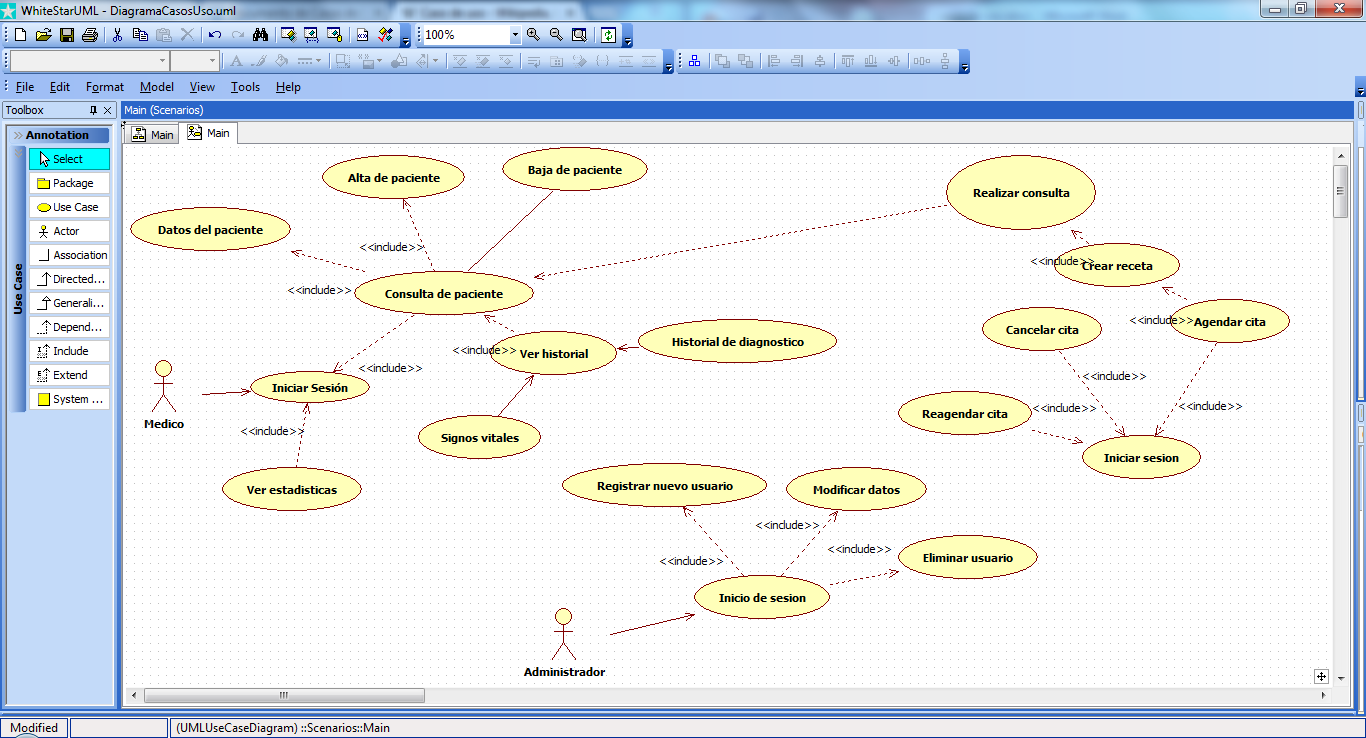 WhiteStarUML - DiagramaCasosUso.uml
100%
File Edit Format Model View Tools Help
Toolbox
Main (Scenarios)
Annotation
Main
Main
Use Case
Select
Package
Use Case
Actor
Association
Directed...
Generali...
Depend...
Include
Extend
System ...
Alta de paciente
Baja de paciente
Realizar consulta
Datos del paciente
<<include>>
<<include>>
Crear receta
<<include>>
Consulta de paciente
<<include>>
Agendar cita
Cancelar cita
Historial de diagnostico
<<include>>
Ver historial
<<include>>
<<include>>
Iniciar Sesión
<<include>>
<<include>>
Reagendar cita
Medico
<<include>>
Signos vitales
Iniciar sesion
Ver estadisticas
Registrar nuevo usuario
Modificar datos
<<include>>
<<include>>
<<include>>
Eliminar usuario
Inicio de sesion
Administrador
Modified
(UMLUseCaseDiagram) ::Scenarios::Main